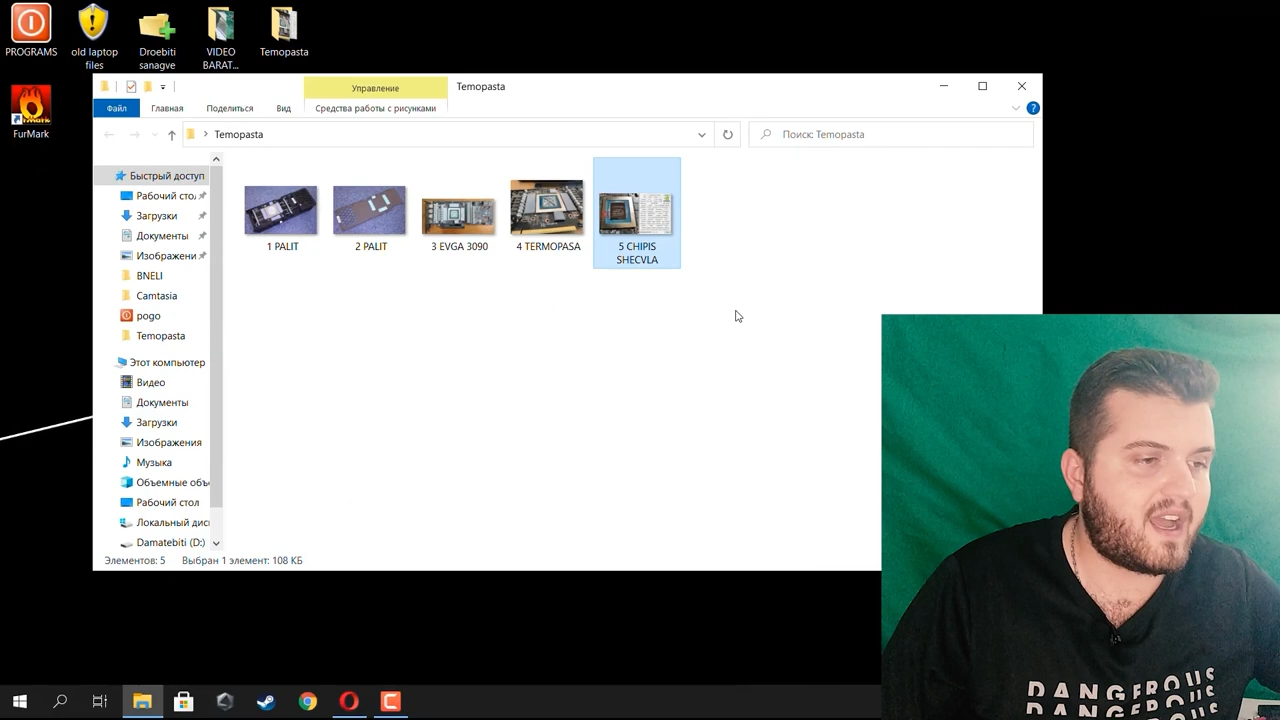 PROGRAMS
old laptop
files
Droebiti
sanagve
VIDEO
BARAT...
Temopasta
FurMark
Управление
Temopasta
Файл
Главная
Поделиться
Вид
Средства работы с рисунками
Temopasta
Поиск: Temopasta
Быстрый доступ
Рабочий сто
Загрузки
Документы
Изображени
BNELI
Camtasia
pogo
Temopasta
Этот компьютер
Видео
Документы
Загрузки
Изображения
Музыка
Объемные объ
Рабочий стол
Локальный дис
Damatebiti (D:)
1 PALIT
2 PALIT
3 EVGA 3090
4 TERMOPASA
5 CHIPIS
SHECVLA
Элементов: 5
Выбран 1 элемент: 108 КБ
DANGEROUS
DANGEROUS